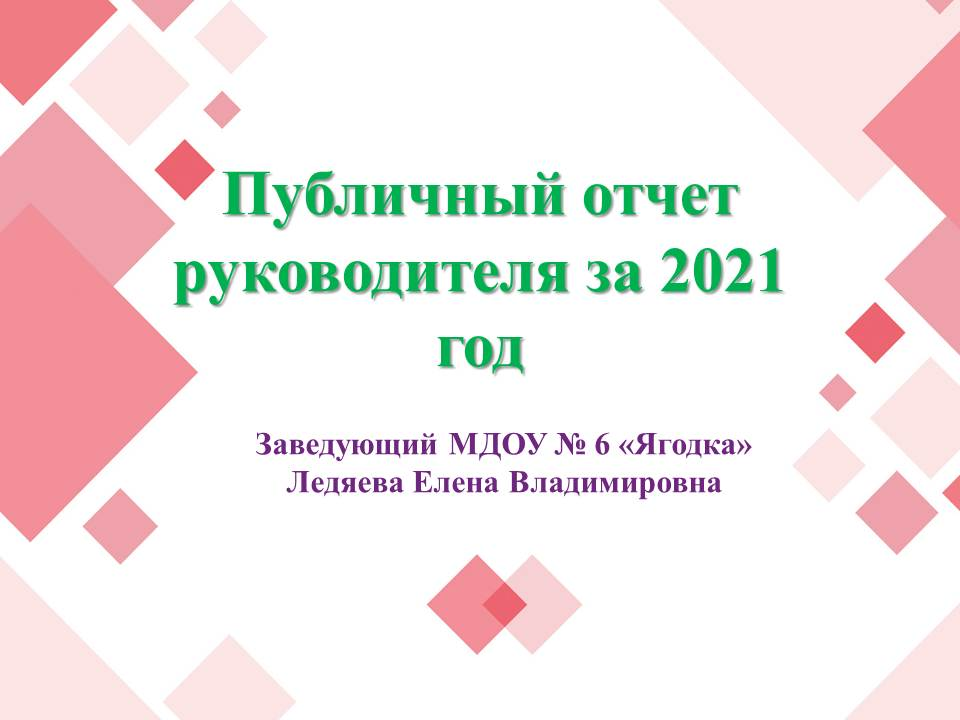 Публичный отчет
руководителя за 2021
год
Заведующий МДОУ № 6 «Ягодка»
Ледяева Елена Владимировна